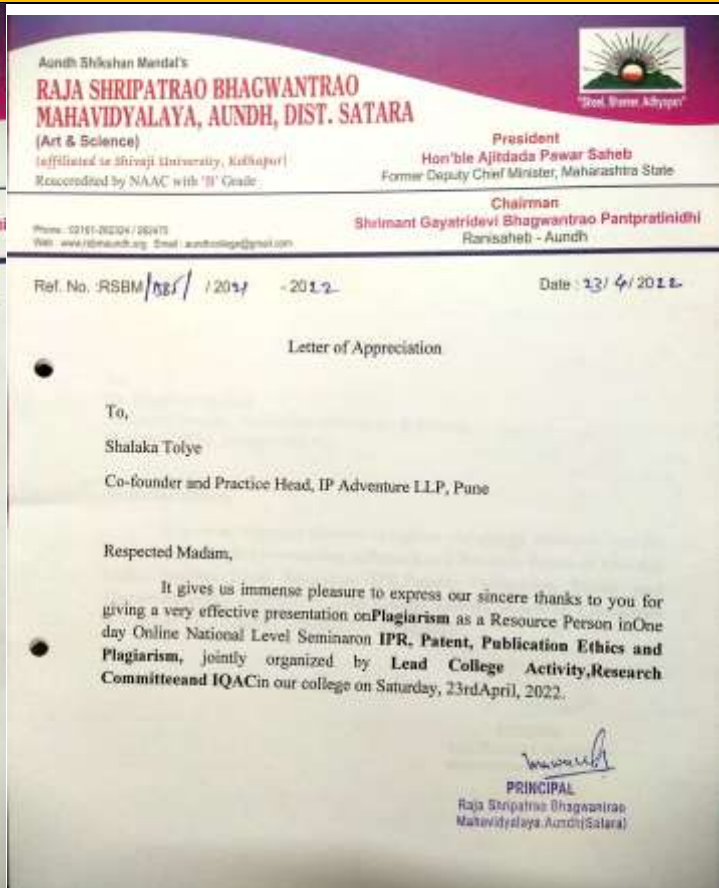 Aundh Shikshan Mandal's
RAJA SHRIPATRAO BHAGWANTRAO
MAHAVIDYALAYA, AUNDH, DIST. SATARA
(Art & Science)
(affiliated to Shivaji University, Kolhapur)
Reaccredited by NAAC with "B" Grade
President
Hon'ble Ajitdada Pawar Saheb
Former Deputy Chief Minister, Maharashtra State
Chairman
Shrimant Gayatridevi Bhagwantrao Pantpratinidhi
Ranisaheb - Aundh
Ref. No. :RSBM/ / 2021 - 2022
Date : 23/ 4/ 2022
Letter of Appreciation
To,
Shalaka Tolye
Co-founder and Practice Head, IP Adventure LLP, Pune
Respected Madam,
It gives us immense pleasure to express our sincere thanks to you for
giving a very effective presentation onPlagiarism as a Resource Person inOne
day Online National Level Seminaron IPR, Patent, Publication Ethics and
Plagiarism, jointly organized by Lead College Activity,Research
Committeeand IQACin our college on Saturday, 23rdApril, 2022.
PRINCIPAL
Raja Shripatrao Bhagwantrao
Mahavidyalaya,Aundh(Satara)